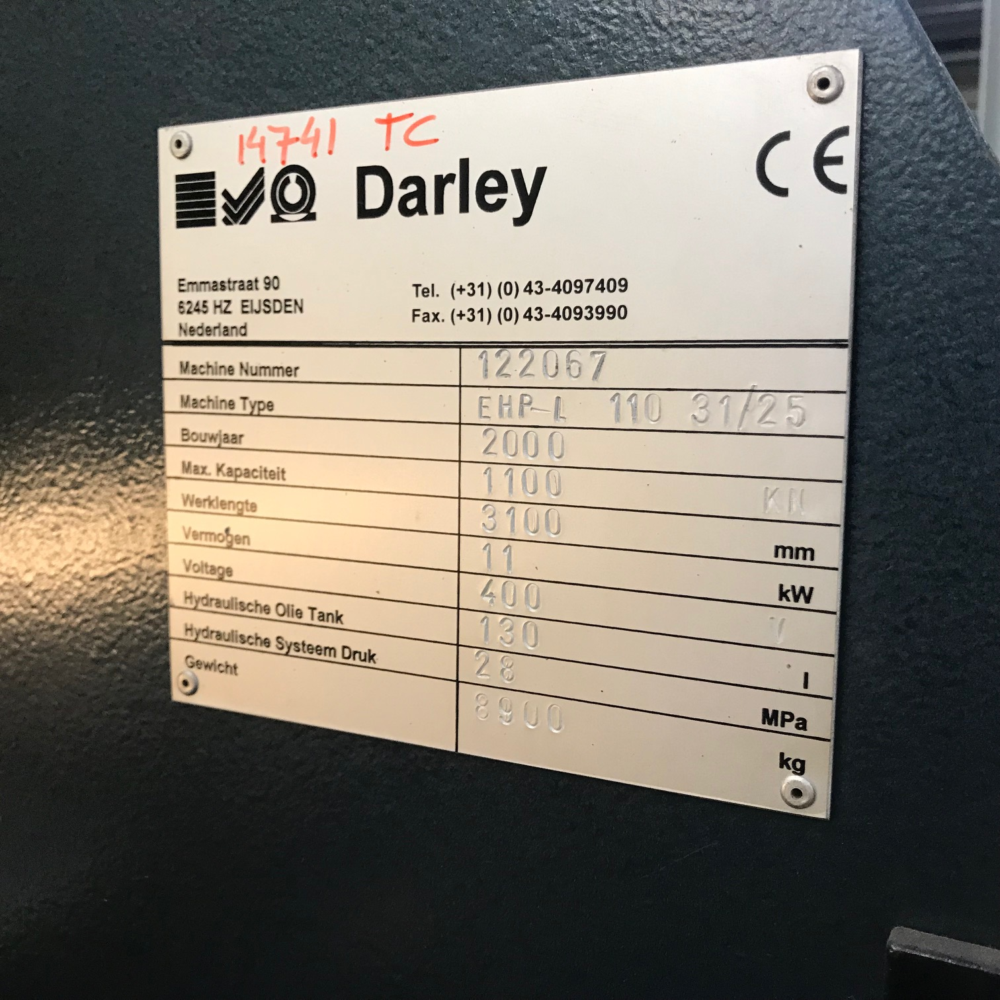 14741 TC
Darley CE
Emmastraat 90
6245 HZ EIJSDEN
Nederland
Tel. (+31) (0) 43-4097409
Fax. (+31) (0) 43-4093990
Machine Nummer 122067
Machine Type EHP-L 110 31/25
Bouwjaar 2000
Max. Kapaciteit 1100 KN
Werklengte 3100 mm
Vermogen 11 kW
Voltage 400 V
Hydraulische Olie Tank 130 l
Hydraulische Systeem Druk 28 MPa
Gewicht 8900 kg